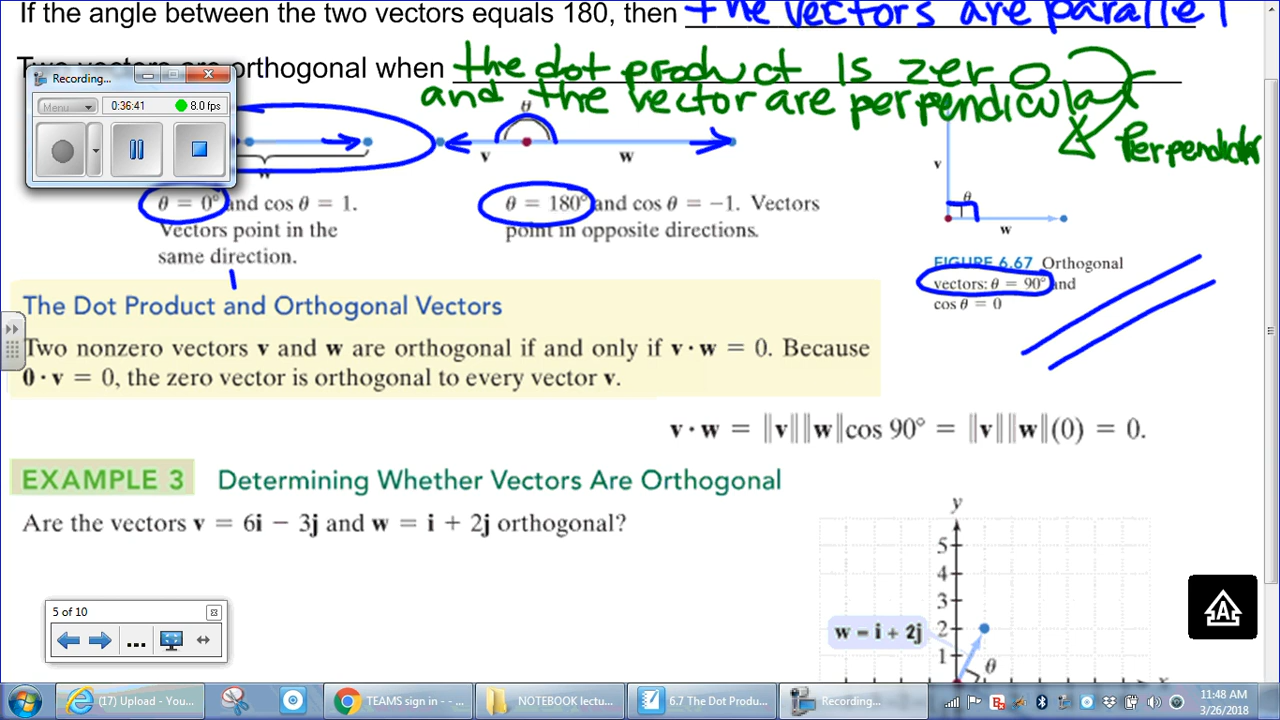 If the angle between the two vectors equals 180, then the vectors are parallel
orthogonal when the dot product is zero 0
and the vector are perpendicular
Perpendicular
Recording...
Menu
0:36:41
8.0 fps
θ
v
w
v
θ
w
θ = 0° and cos θ = 1.
Vectors point in the
same direction.
θ = 180° and cos θ = −1. Vectors
point in opposite directions.
FIGURE 6.67 Orthogonal
vectors: θ = 90° and
cos θ = 0
The Dot Product and Orthogonal Vectors
Two nonzero vectors v and w are orthogonal if and only if v · w = 0. Because
0 · v = 0, the zero vector is orthogonal to every vector v.
v · w = ||v|| ||w|| cos 90° = ||v|| ||w||(0) = 0.
EXAMPLE 3 Determining Whether Vectors Are Orthogonal
Are the vectors v = 6i − 3j and w = i + 2j orthogonal?
y
5
4
3
2
1
w = i + 2j
θ
5 of 10
...
A
(17) Upload - You...
TEAMS sign in - - ...
NOTEBOOK lectu...
6.7 The Dot Produ...
Recording...
11:48 AM
3/26/2018